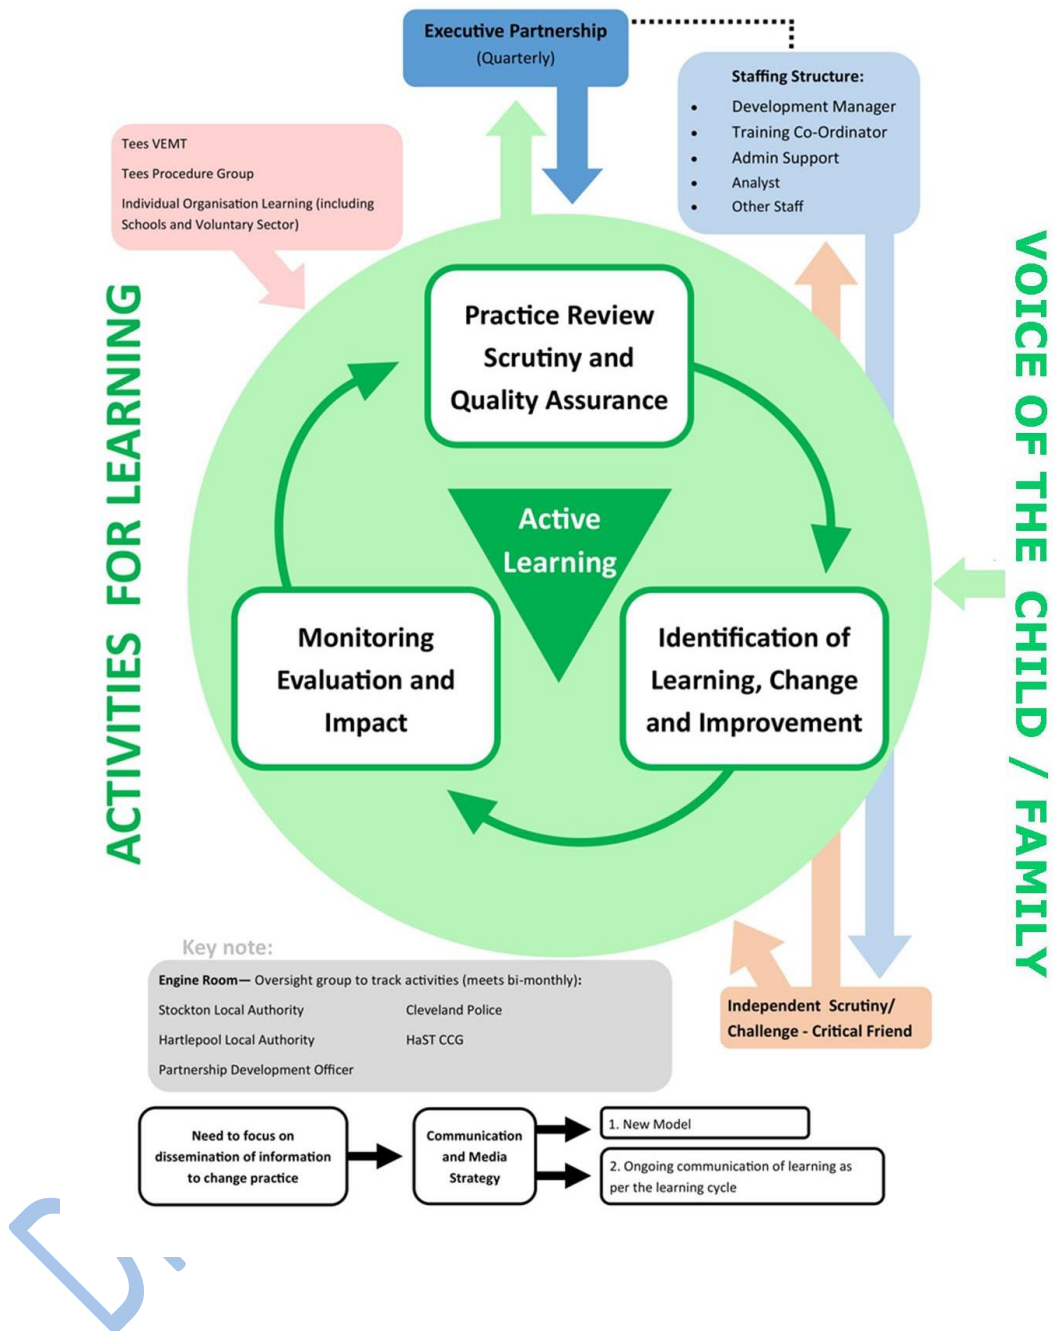 Executive Partnership
(Quarterly)
Staffing Structure:
• Development Manager
• Training Co-Ordinator
• Admin Support
• Analyst
• Other Staff
Tees VEMT
Tees Procedure Group
Individual Organisation Learning (including
Schools and Voluntary Sector)
ACTIVITIES FOR LEARNING
VOICE OF THE CHILD / FAMILY
Practice Review
Scrutiny and
Quality Assurance
Active
Learning
Monitoring
Evaluation and
Impact
Identification of
Learning, Change
and Improvement
Key note:
Engine Room— Oversight group to track activities (meets bi-monthly):
Stockton Local Authority
Cleveland Police
Hartlepool Local Authority
HaST CCG
Partnership Development Officer
Independent Scrutiny/
Challenge - Critical Friend
Need to focus on
dissemination of information
to change practice
Communication
and Media
Strategy
1. New Model
2. Ongoing communication of learning as
per the learning cycle